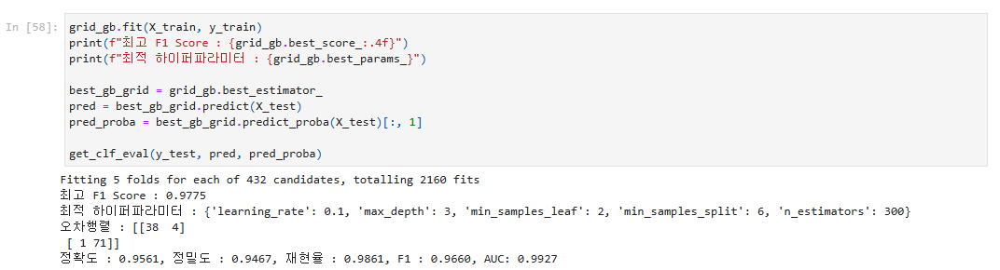 In [58]:
grid_gb.fit(X_train, y_train)
print(f"최고 F1 Score : {grid_gb.best_score_:.4f}")
print(f"최적 하이퍼파라미터 : {grid_gb.best_params_}")
best_gb_grid = grid_gb.best_estimator_
pred = best_gb_grid.predict(X_test)
pred_proba = best_gb_grid.predict_proba(X_test)[:, 1]
get_clf_eval(y_test, pred, pred_proba)
Fitting 5 folds for each of 432 candidates, totalling 2160 fits
최고 F1 Score : 0.9775
최적 하이퍼파라미터 : {'learning_rate': 0.1, 'max_depth': 3, 'min_samples_leaf': 2, 'min_samples_split': 6, 'n_estimators': 300}
오차행렬 : [[38  4]
 [ 1 71]]
정확도 : 0.9561, 정밀도 : 0.9467, 재현율 : 0.9861, F1 : 0.9660, AUC: 0.9927